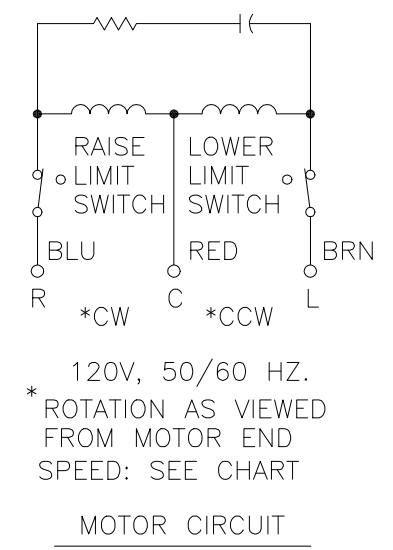 RAISE LOWER
LIMIT LIMIT
SWITCH SWITCH
BLU RED BRN
R C L
*CW *CCW
120V, 50/60 HZ.
* ROTATION AS VIEWED
FROM MOTOR END
SPEED: SEE CHART
MOTOR CIRCUIT